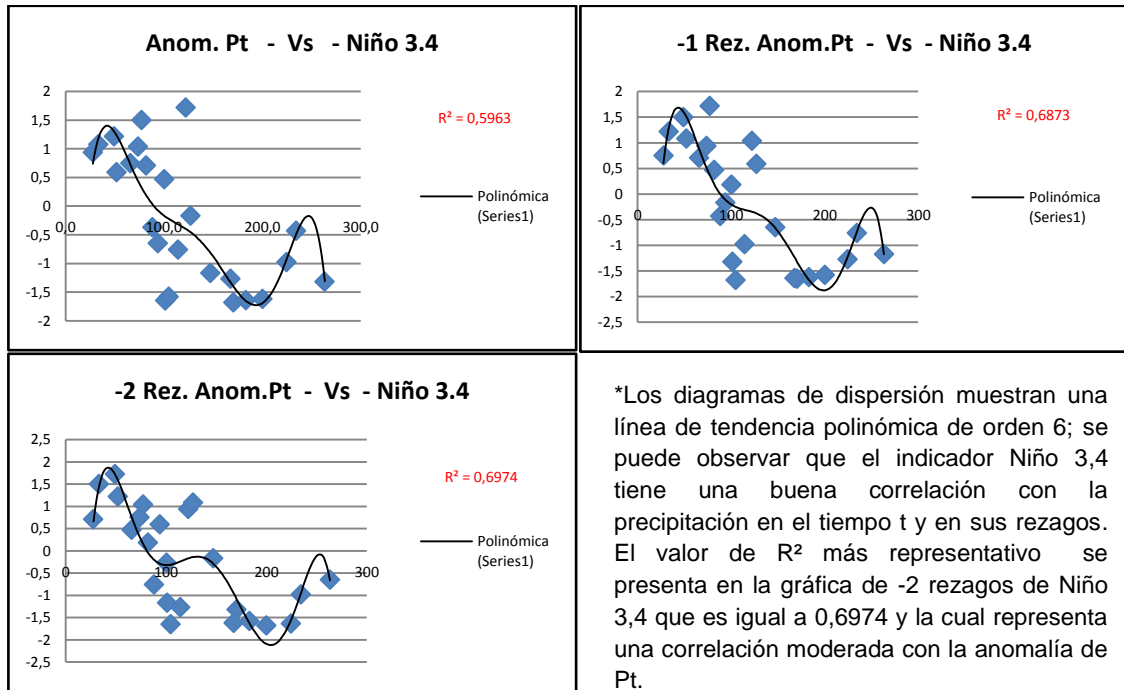 Anom. Pt - Vs - Niño 3.4
2
1,5
1
0,5
0
-0,5
-1
-1,5
-2
0,0 100,0 200,0 300,0
R² = 0,5963
Polinómica
(Series1)
-1 Rez. Anom.Pt - Vs - Niño 3.4
2
1,5
1
0,5
0
-0,5
-1
-1,5
-2
-2,5
0 100 200 300
R² = 0,6873
Polinómica
(Series1)
-2 Rez. Anom.Pt - Vs - Niño 3.4
2,5
2
1,5
1
0,5
0
-0,5
-1
-1,5
-2
-2,5
0 100 200 300
R² = 0,6974
Polinómica
(Series1)
*Los diagramas de dispersión muestran una
línea de tendencia polinómica de orden 6; se
puede observar que el indicador Niño 3,4
tiene una buena correlación con la
precipitación en el tiempo t y en sus rezagos.
El valor de R² más representativo se
presenta en la gráfica de -2 rezagos de Niño
3,4 que es igual a 0,6974 y la cual representa
una correlación moderada con la anomalía de
Pt.